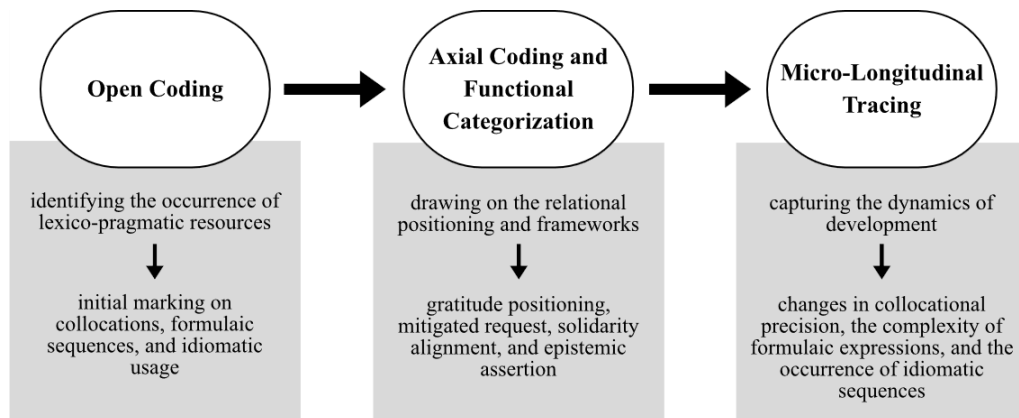 Open Coding
identifying the occurrence of
lexico-pragmatic resources
initial marking on
collocations, formulaic
sequences, and idiomatic
usage
Axial Coding and
Functional
Categorization
drawing on the relational
positioning and frameworks
gratitude positioning,
mitigated request, solidarity
alignment, and epistemic
assertion
Micro-Longitudinal
Tracing
capturing the dynamics of
development
changes in collocational
precision, the complexity of
formulaic expressions, and the
occurrence of idiomatic
sequences